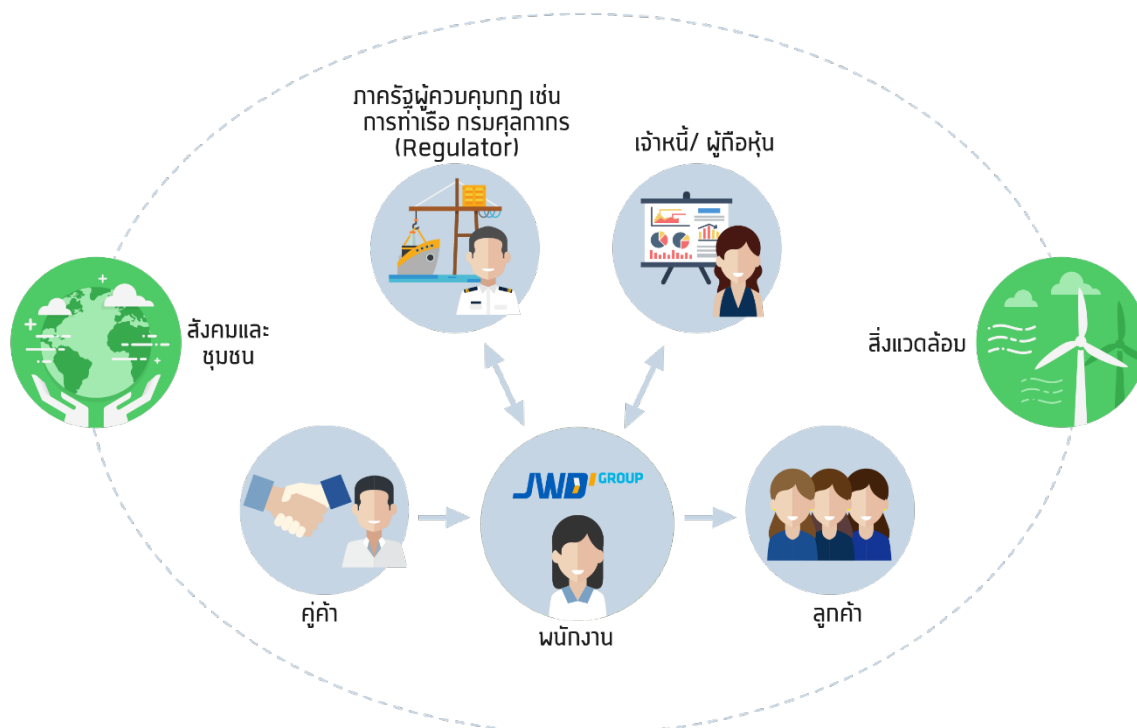 ภาครัฐผู้ควบคุมกฎ เช่น
การท่าเรือ กรมศุลกากร
(Regulator)
เจ้าหนี้/ ผู้ถือหุ้น
สังคมและ
ชุมชน
สิ่งแวดล้อม
JWD GROUP
คู่ค้า
พนักงาน
ลูกค้า